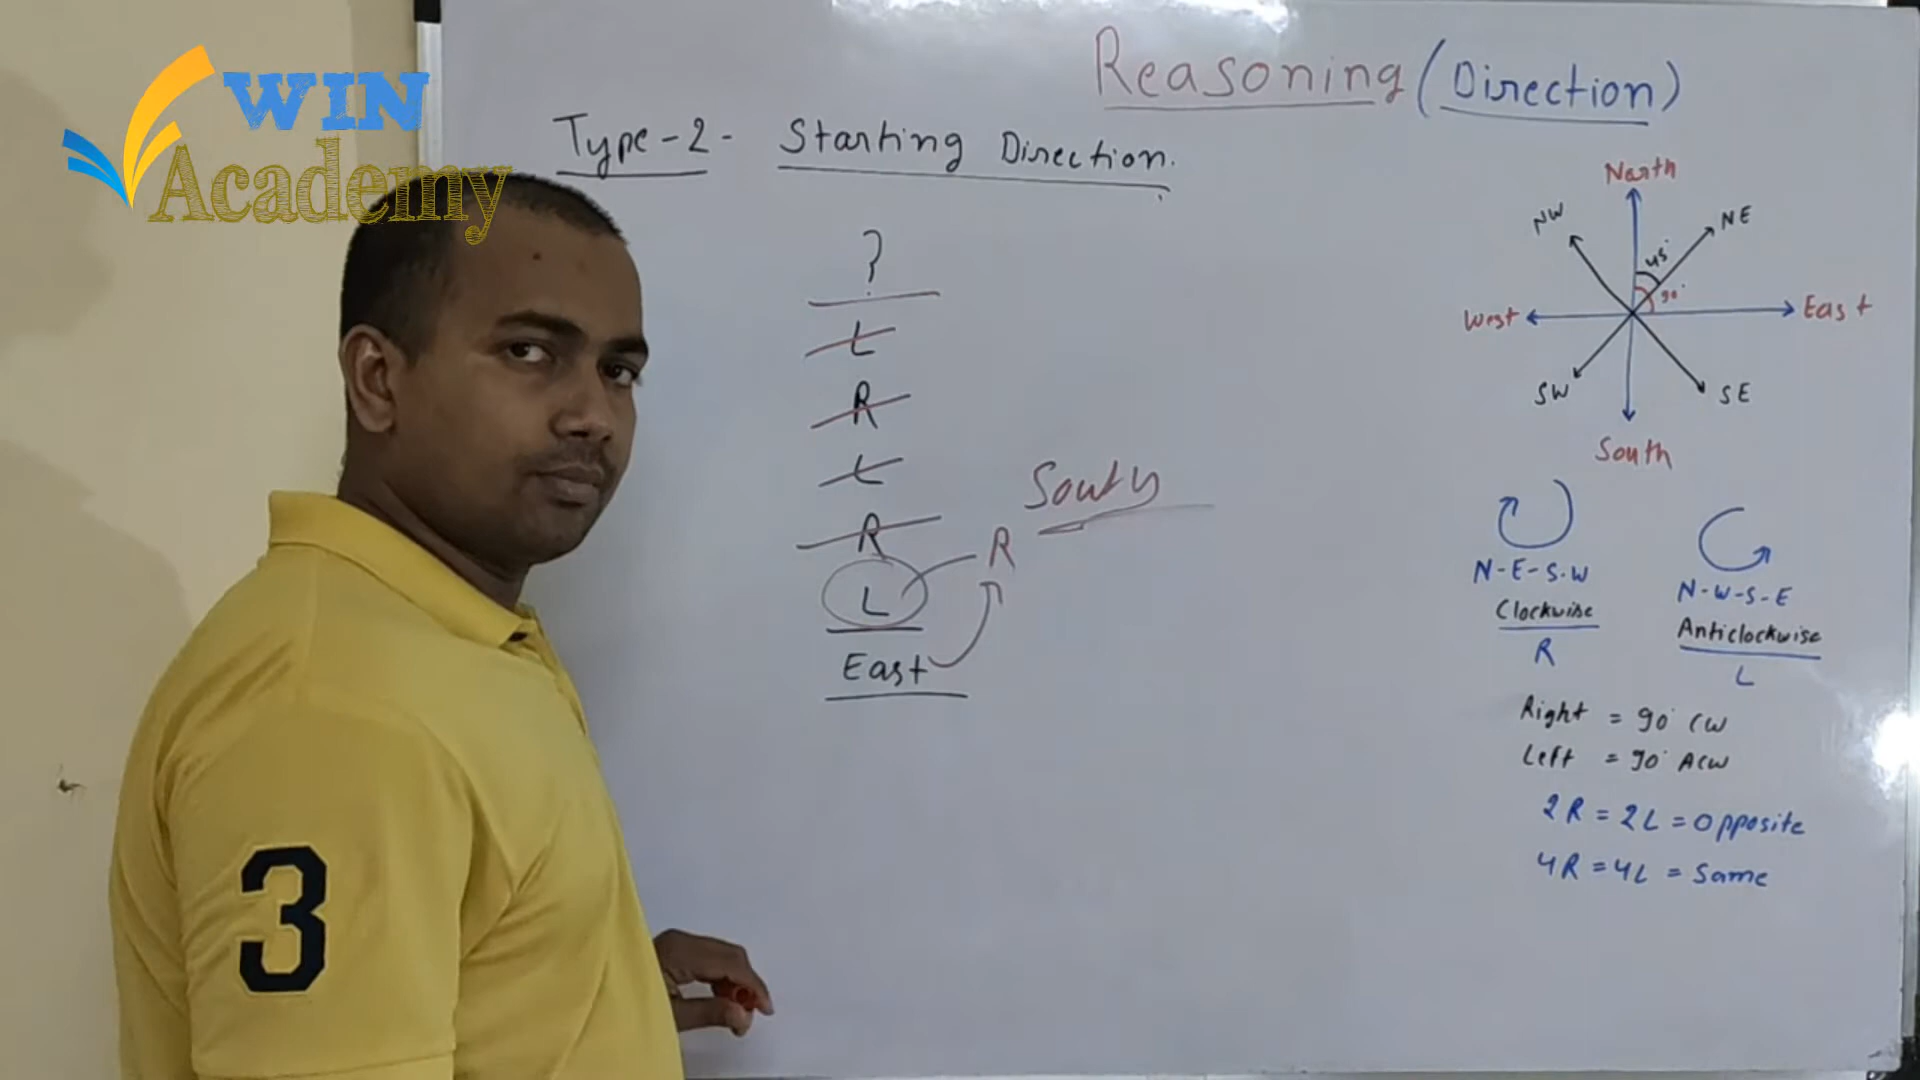 WIN
Academy
Reasoning (Direction)
Type-2- Starting Direction.
?
L
R
L
R
L
East
R
South
North
NW
NE
45°
90°
West
East
SW
SE
South
N-E-S-W
Clockwise
R
N-W-S-E
Anticlockwise
L
Right = 90° CW
Left = 90° ACW
2R = 2L = Opposite
4R = 4L = Same
3